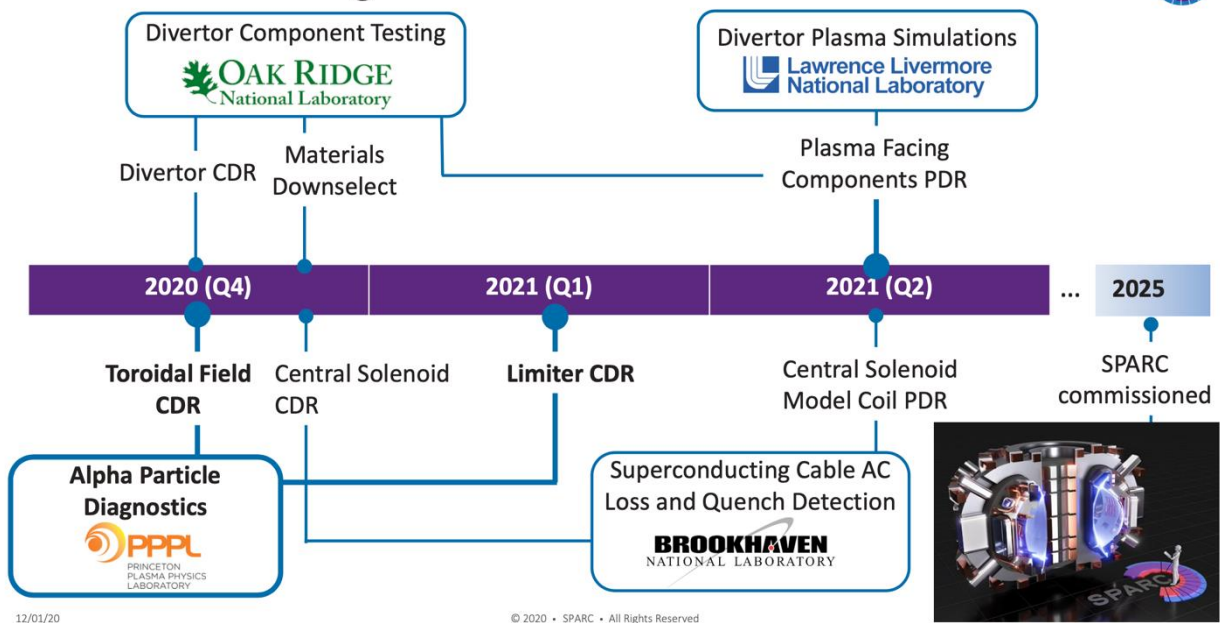 Divertor Component Testing
OAK RIDGE
National Laboratory
Divertor Plasma Simulations
Lawrence Livermore
National Laboratory
Divertor CDR
Materials
Downselect
Plasma Facing
Components PDR
2020 (Q4)
2021 (Q1)
2021 (Q2)
...
2025
Toroidal Field
CDR
Central Solenoid
CDR
Limiter CDR
Central Solenoid
Model Coil PDR
SPARC
commissioned
Alpha Particle
Diagnostics
PPPL
PRINCETON
PLASMA PHYSICS
LABORATORY
Superconducting Cable AC
Loss and Quench Detection
BROOKHAVEN
NATIONAL LABORATORY
SPARC
12/01/20
© 2020 • SPARC • All Rights Reserved